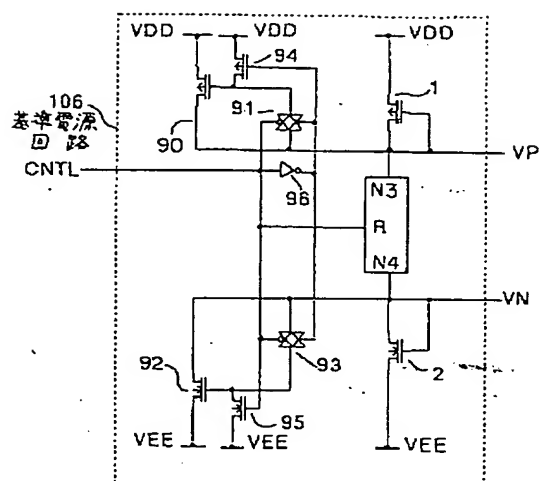 VDD
VDD
VDD
94
106
基準電源
回路
91
1
90
VP
CNTL
96
N3
R
N4
VN
92
93
2
95
VEE
VEE
VEE